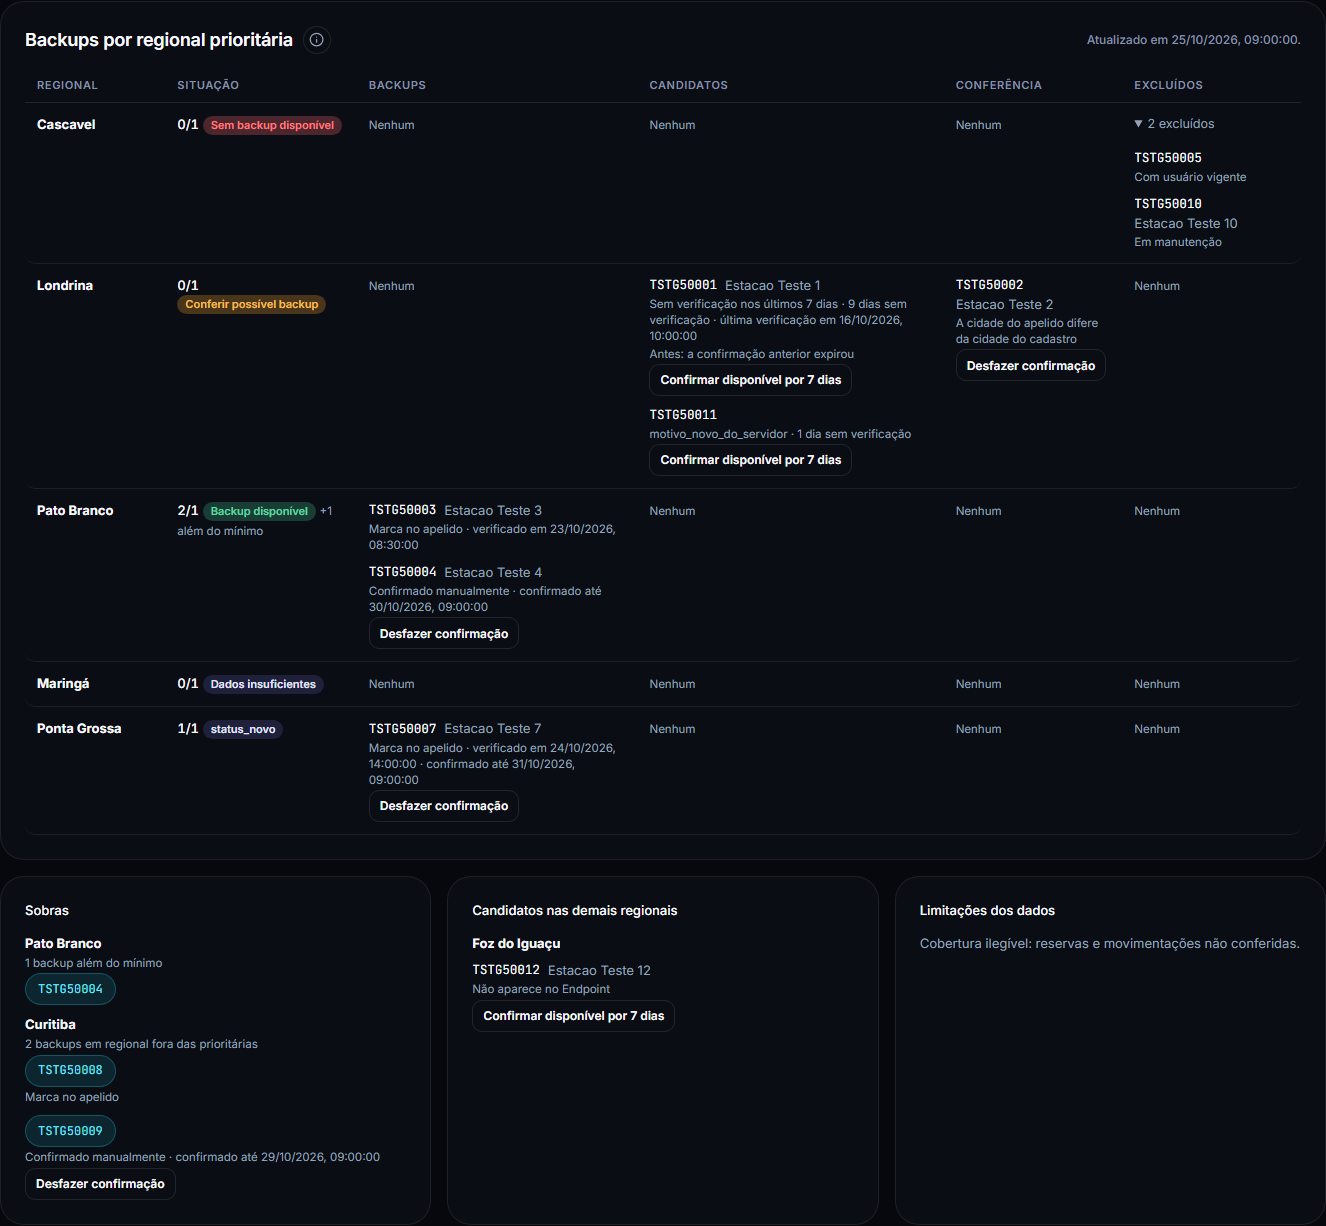 Backups por regional prioritária
Atualizado em 25/10/2026, 09:00:00.
REGIONAL SITUAÇÃO BACKUPS CANDIDATOS CONFERÊNCIA EXCLUÍDOS
Cascavel 0/1 Sem backup disponível Nenhum Nenhum Nenhum ▼ 2 excluídos
TSTG50005
Com usuário vigente
TSTG50010
Estacao Teste 10
Em manutenção
Londrina 0/1
Conferir possível backup
Nenhum
TSTG50001 Estacao Teste 1
Sem verificação nos últimos 7 dias · 9 dias sem
verificação · última verificação em 16/10/2026,
10:00:00
Antes: a confirmação anterior expirou
Confirmar disponível por 7 dias
TSTG50011
motivo_novo_do_servidor · 1 dia sem verificação
Confirmar disponível por 7 dias
TSTG50002
Estacao Teste 2
A cidade do apelido difere
da cidade do cadastro
Desfazer confirmação
Nenhum
Pato Branco 2/1 Backup disponível +1
além do mínimo
TSTG50003 Estacao Teste 3
Marca no apelido · verificado em 23/10/2026,
08:30:00
TSTG50004 Estacao Teste 4
Confirmado manualmente · confirmado até
30/10/2026, 09:00:00
Desfazer confirmação
Nenhum Nenhum Nenhum
Maringá 0/1 Dados insuficientes Nenhum Nenhum Nenhum Nenhum
Ponta Grossa 1/1 status_novo
TSTG50007 Estacao Teste 7
Marca no apelido · verificado em 24/10/2026,
14:00:00 · confirmado até 31/10/2026,
09:00:00
Desfazer confirmação
Nenhum Nenhum Nenhum
Sobras
Pato Branco
1 backup além do mínimo
TSTG50004
Curitiba
2 backups em regional fora das prioritárias
TSTG50008
Marca no apelido
TSTG50009
Confirmado manualmente · confirmado até 29/10/2026, 09:00:00
Desfazer confirmação
Candidatos nas demais regionais
Foz do Iguaçu
TSTG50012 Estacao Teste 12
Não aparece no Endpoint
Confirmar disponível por 7 dias
Limitações dos dados
Cobertura ilegível: reservas e movimentações não conferidas.